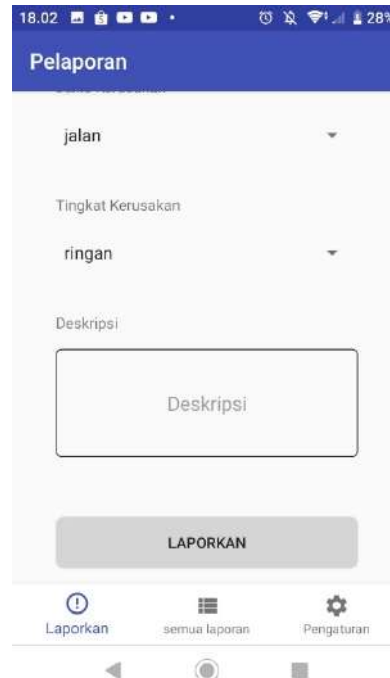 18.02 28%
Pelaporan
jalan
Tingkat Kerusakan
ringan
Deskripsi
Deskripsi
LAPORKAN
Laporkan semua laporan Pengaturan